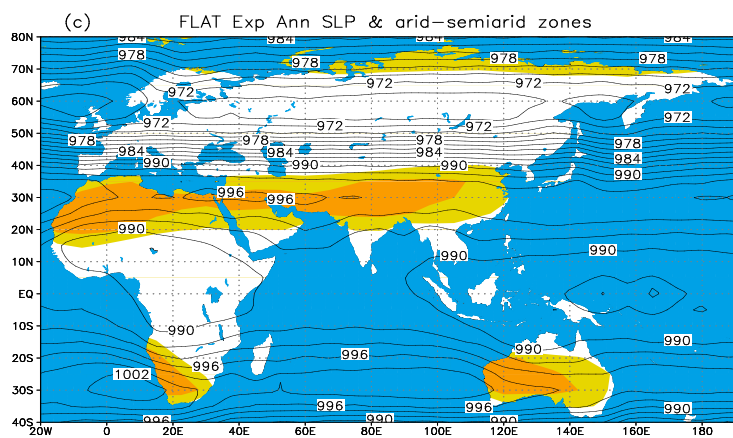 (c) FLAT Exp Ann SLP & arid-semiarid zones
80N 984 984 984
978 978 978 978
70N
972 972 972 972
60N
972 972 972 972
50N
978 978 978 978
984 984 984 984
40N 990 990 990 990
996
30N 996
20N 990 990 990
10N
EQ
10S 990 990
990
20S 996 996
1002
30S
996 996 990
40S 996 990 990
20W 0 20E 40E 60E 80E 100E 120E 140E 160E 180